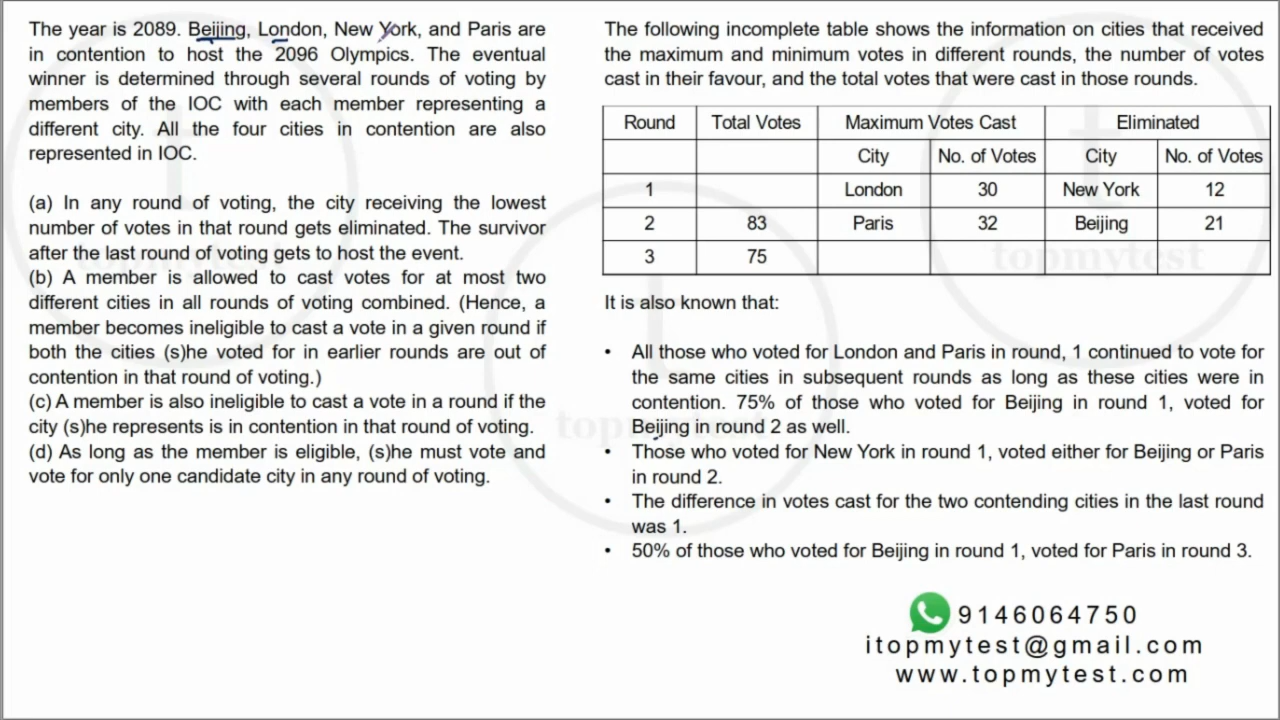 The year is 2089. Beijing, London, New York, and Paris are
in contention to host the 2096 Olympics. The eventual
winner is determined through several rounds of voting by
members of the IOC with each member representing a
different city. All the four cities in contention are also
represented in IOC.
(a) In any round of voting, the city receiving the lowest
number of votes in that round gets eliminated. The survivor
after the last round of voting gets to host the event.
(b) A member is allowed to cast votes for at most two
different cities in all rounds of voting combined. (Hence, a
member becomes ineligible to cast a vote in a given round if
both the cities (s)he voted for in earlier rounds are out of
contention in that round of voting.)
(c) A member is also ineligible to cast a vote in a round if the
city (s)he represents is in contention in that round of voting.
(d) As long as the member is eligible, (s)he must vote and
vote for only one candidate city in any round of voting.
The following incomplete table shows the information on cities that received
the maximum and minimum votes in different rounds, the number of votes
cast in their favour, and the total votes that were cast in those rounds.
Round Total Votes Maximum Votes Cast Eliminated
City No. of Votes City No. of Votes
1 London 30 New York 12
2 83 Paris 32 Beijing 21
3 75
It is also known that:
• All those who voted for London and Paris in round, 1 continued to vote for
the same cities in subsequent rounds as long as these cities were in
contention. 75% of those who voted for Beijing in round 1, voted for
Beijing in round 2 as well.
• Those who voted for New York in round 1, voted either for Beijing or Paris
in round 2.
• The difference in votes cast for the two contending cities in the last round
was 1.
• 50% of those who voted for Beijing in round 1, voted for Paris in round 3.
9146064750
itopmytest@gmail.com
www.topmytest.com
topmytest
topmytest